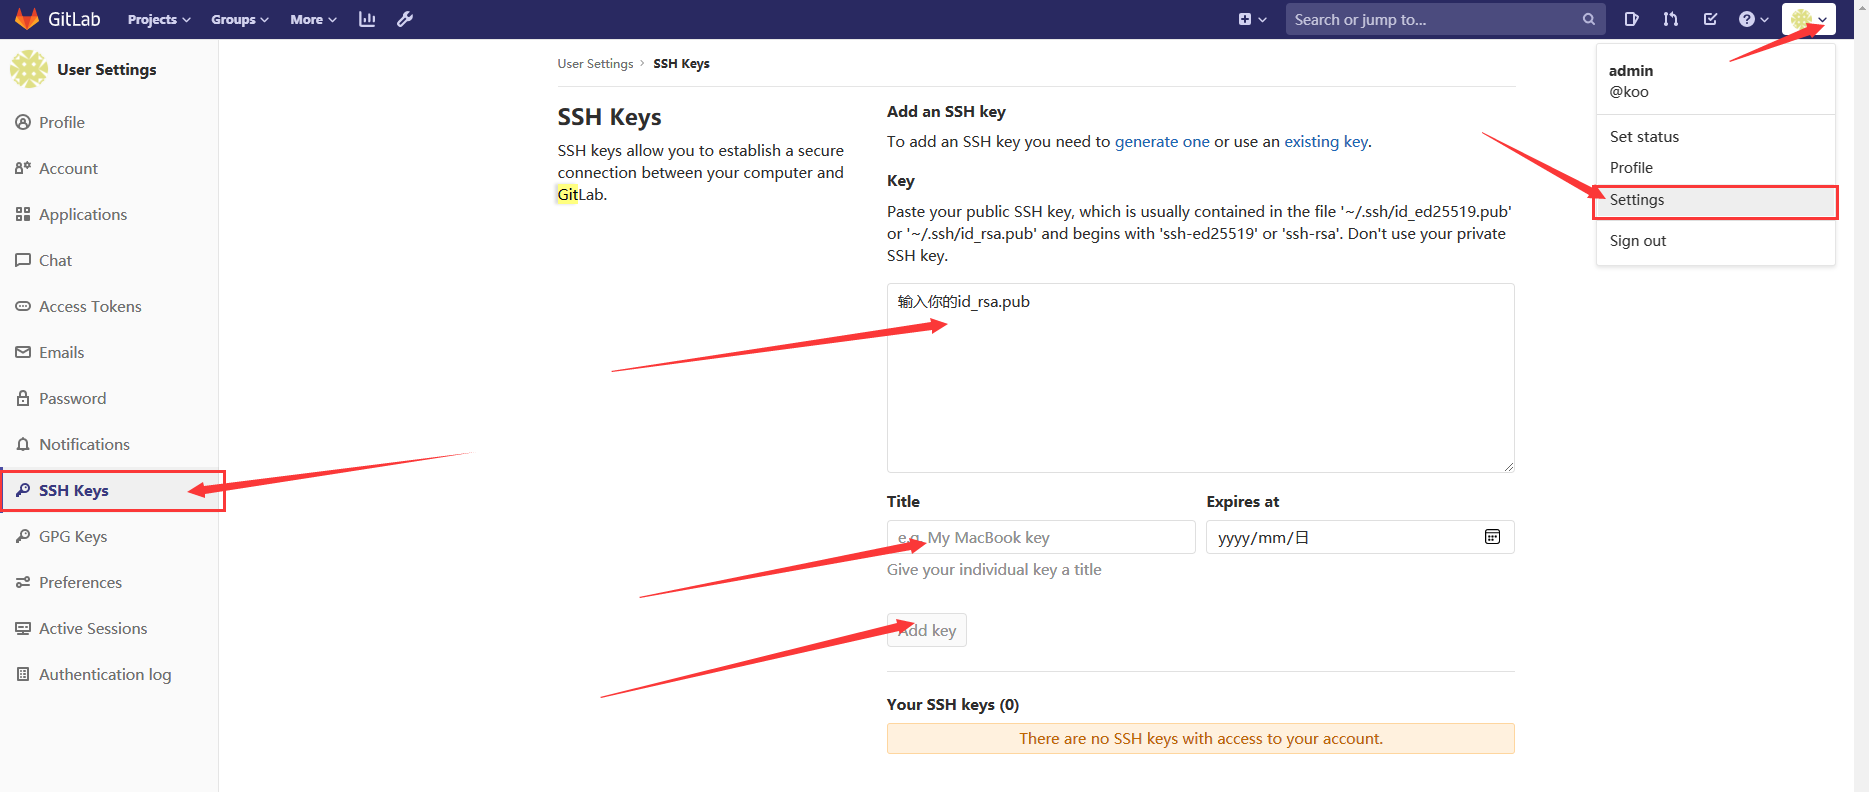 GitLab Projects Groups More Search or jump to...
User Settings
Profile
Account
Applications
Chat
Access Tokens
Emails
Password
Notifications
SSH Keys
GPG Keys
Preferences
Active Sessions
Authentication log
User Settings › SSH Keys
SSH Keys
SSH keys allow you to establish a secure
connection between your computer and
GitLab.
Add an SSH key
To add an SSH key you need to generate one or use an existing key.
Key
Paste your public SSH key, which is usually contained in the file '~/.ssh/id_ed25519.pub'
or '~/.ssh/id_rsa.pub' and begins with 'ssh-ed25519' or 'ssh-rsa'. Don't use your private
SSH key.
输入你的id_rsa.pub
Title
e.g. My MacBook key
Give your individual key a title
Expires at
yyyy/mm/日
Add key
Your SSH keys (0)
There are no SSH keys with access to your account.
admin
@koo
Set status
Profile
Settings
Sign out